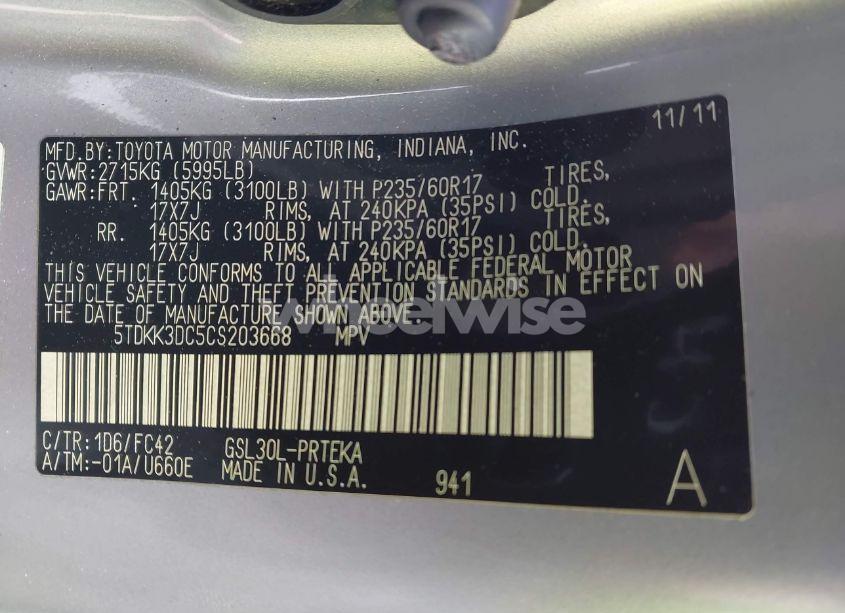 11/11
MFD.BY:TOYOTA MOTOR MANUFACTURING, INDIANA, INC.
GVWR:2715KG (5995LB)
GAWR:FRT. 1405KG (3100LB) WITH P235/60R17 TIRES,
17X7J RIMS, AT 240KPA (35PSI) COLD.
RR. 1405KG (3100LB) WITH P235/60R17 TIRES,
17X7J RIMS, AT 240KPA (35PSI) COLD.
THIS VEHICLE CONFORMS TO ALL APPLICABLE FEDERAL MOTOR
VEHICLE SAFETY AND THEFT PREVENTION STANDARDS IN EFFECT ON
THE DATE OF MANUFACTURE SHOWN ABOVE.
wheelwise
5TDKK3DC5CS203668 MPV
C/TR:1D6/FC42 GSL30L-PRTEKA
A/TM:-01A/U660E MADE IN U.S.A. 941
A